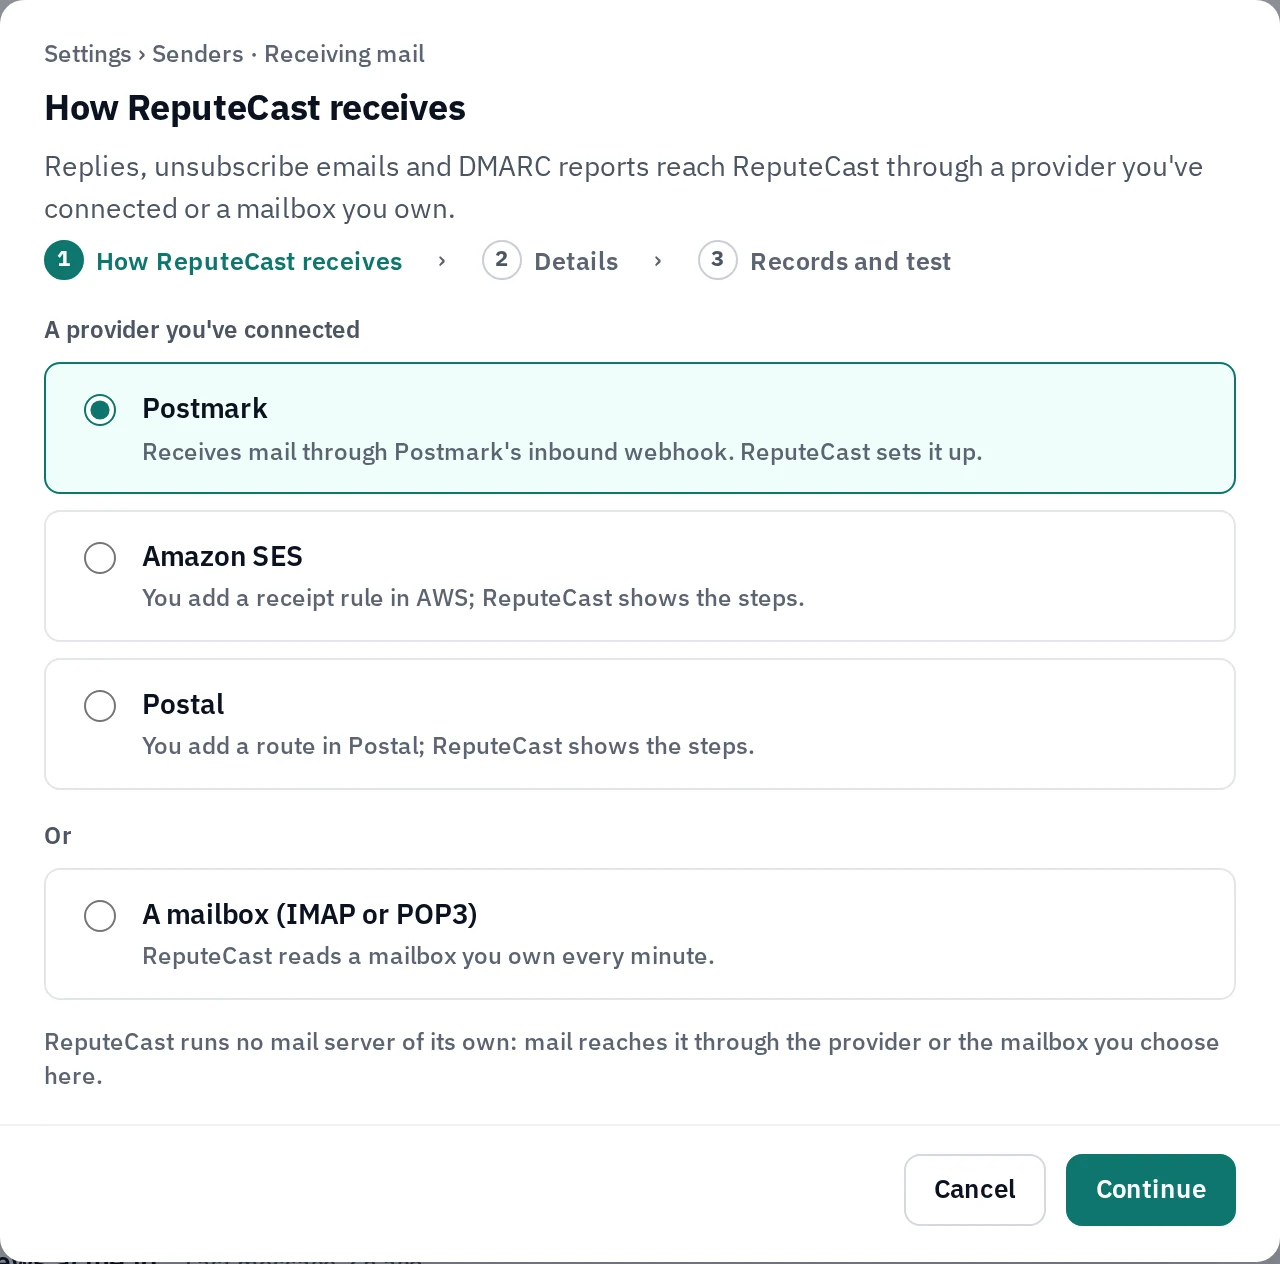 Settings › Senders · Receiving mail
How ReputeCast receives
Replies, unsubscribe emails and DMARC reports reach ReputeCast through a provider you've
connected or a mailbox you own.
1 How ReputeCast receives › 2 Details › 3 Records and test
A provider you've connected
Postmark
Receives mail through Postmark's inbound webhook. ReputeCast sets it up.
Amazon SES
You add a receipt rule in AWS; ReputeCast shows the steps.
Postal
You add a route in Postal; ReputeCast shows the steps.
Or
A mailbox (IMAP or POP3)
ReputeCast reads a mailbox you own every minute.
ReputeCast runs no mail server of its own: mail reaches it through the provider or the mailbox you choose
here.
Cancel Continue